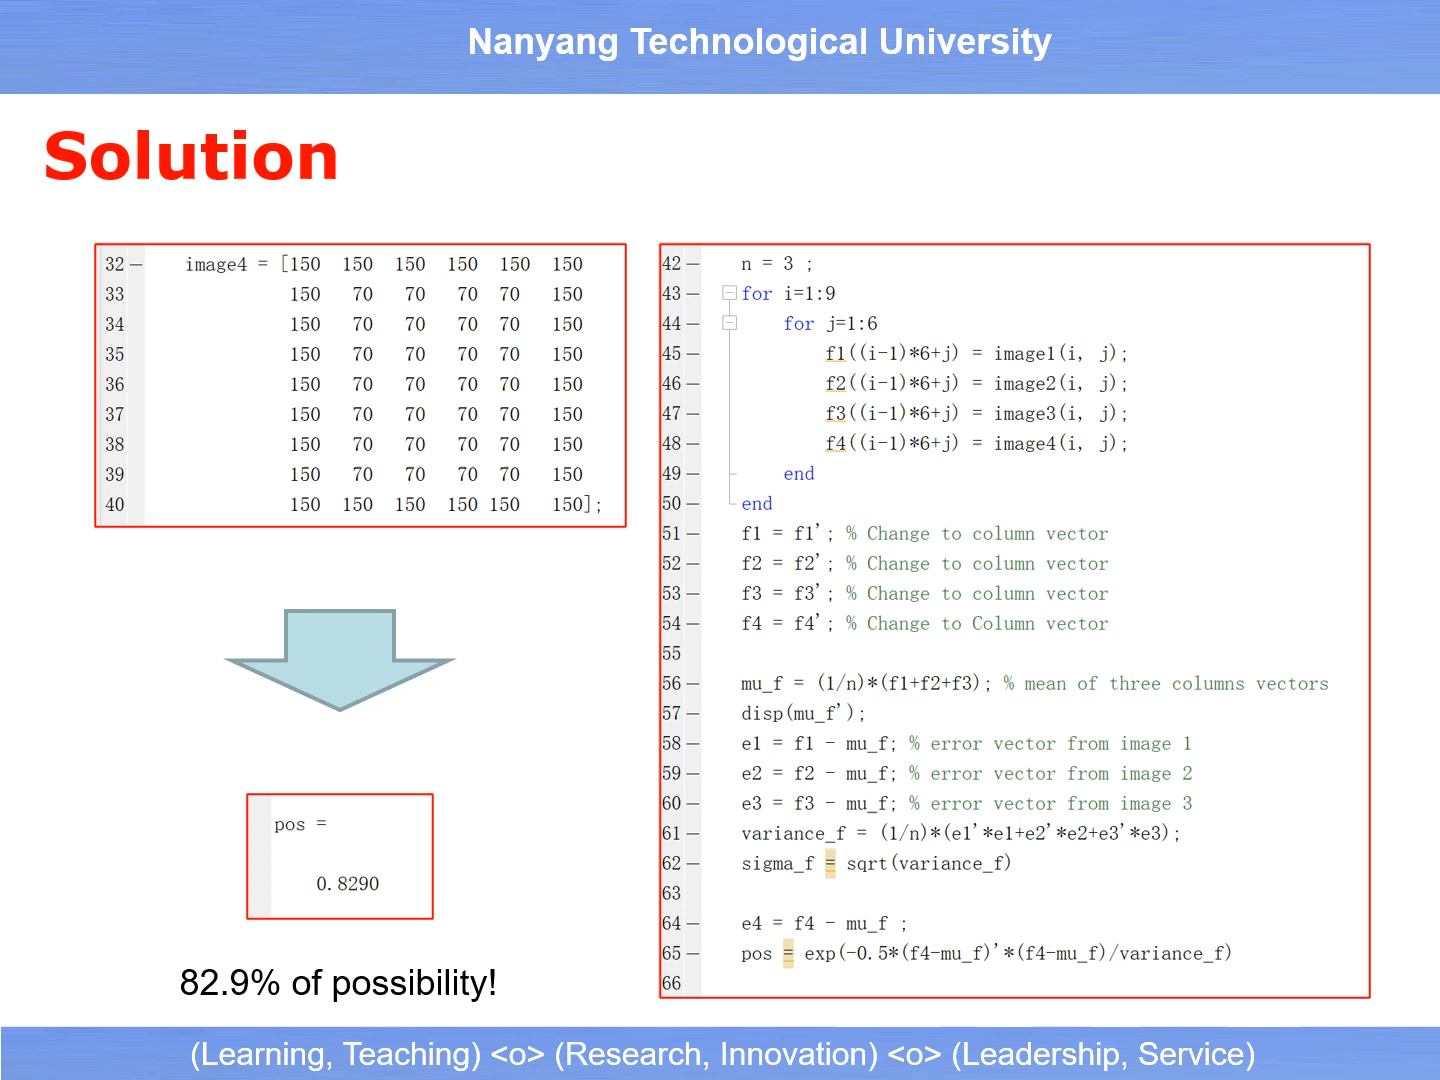 Nanyang Technological University
Solution
32 — image4 = [150 150 150 150 150 150
33 150 70 70 70 70 150
34 150 70 70 70 70 150
35 150 70 70 70 70 150
36 150 70 70 70 70 150
37 150 70 70 70 70 150
38 150 70 70 70 70 150
39 150 70 70 70 70 150
40 150 150 150 150 150 150];
pos =
0.8290
82.9% of possibility!
42 — n = 3 ;
43 — for i=1:9
44 — for j=1:6
45 — f1((i-1)*6+j) = image1(i, j);
46 — f2((i-1)*6+j) = image2(i, j);
47 — f3((i-1)*6+j) = image3(i, j);
48 — f4((i-1)*6+j) = image4(i, j);
49 — end
50 — end
51 — f1 = f1'; % Change to column vector
52 — f2 = f2'; % Change to column vector
53 — f3 = f3'; % Change to column vector
54 — f4 = f4'; % Change to Column vector
55
56 — mu_f = (1/n)*(f1+f2+f3); % mean of three columns vectors
57 — disp(mu_f');
58 — e1 = f1 - mu_f; % error vector from image 1
59 — e2 = f2 - mu_f; % error vector from image 2
60 — e3 = f3 - mu_f; % error vector from image 3
61 — variance_f = (1/n)*(e1'*e1+e2'*e2+e3'*e3);
62 — sigma_f = sqrt(variance_f)
63
64 — e4 = f4 - mu_f ;
65 — pos = exp(-0.5*(f4-mu_f)'*(f4-mu_f)/variance_f)
66
(Learning, Teaching) <o> (Research, Innovation) <o> (Leadership, Service)